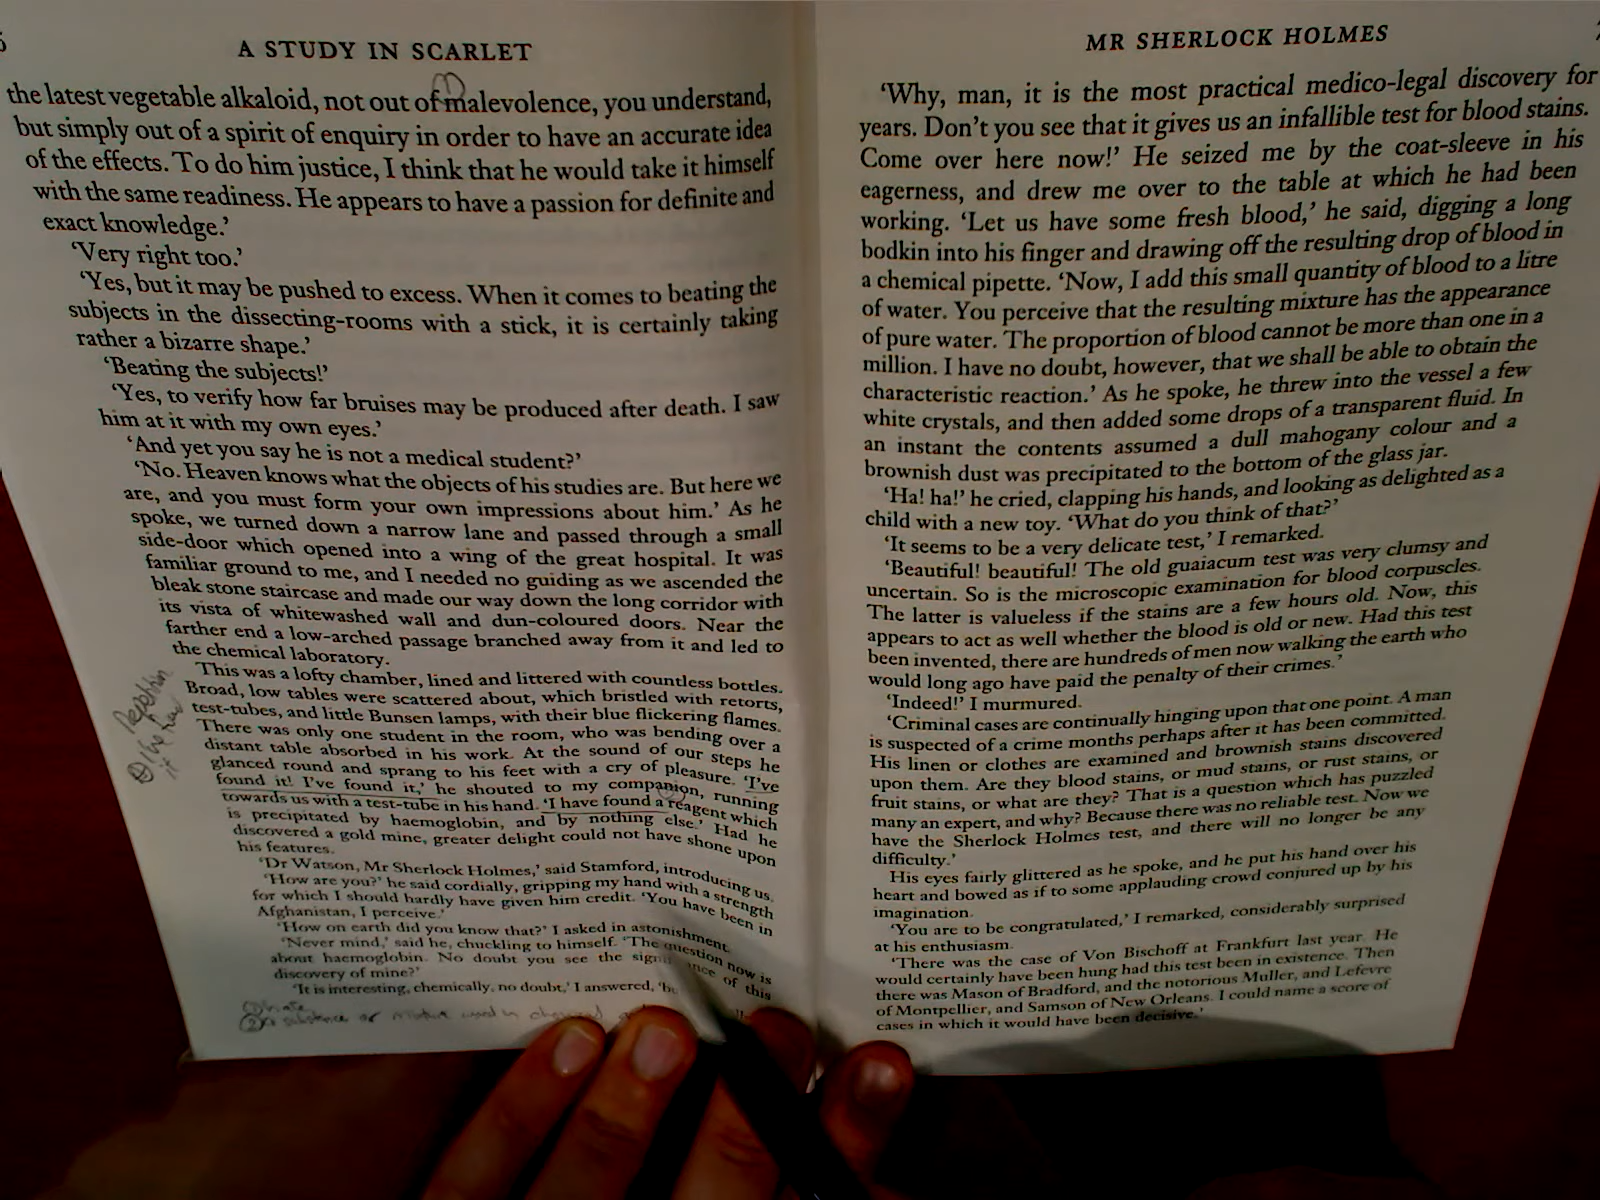 A STUDY IN SCARLET
the latest vegetable alkaloid, not out of malevolence, you understand,
but simply out of a spirit of enquiry in order to have an accurate idea
of the effects. To do him justice, I think that he would take it himself
with the same readiness. He appears to have a passion for definite and
exact knowledge.’
‘Very right too.’
‘Yes, but it may be pushed to excess. When it comes to beating the
subjects in the dissecting-rooms with a stick, it is certainly taking
rather a bizarre shape.’
‘Beating the subjects!’
‘Yes, to verify how far bruises may be produced after death. I saw
him at it with my own eyes.’
‘And yet you say he is not a medical student?’
‘No. Heaven knows what the objects of his studies are. But here we
are, and you must form your own impressions about him.’ As he
spoke, we turned down a narrow lane and passed through a small
side-door which opened into a wing of the great hospital. It was
familiar ground to me, and I needed no guiding as we ascended the
bleak stone staircase and made our way down the long corridor with
its vista of whitewashed wall and dun-coloured doors. Near the
farther end a low-arched passage branched away from it and led to
the chemical laboratory.
This was a lofty chamber, lined and littered with countless bottles.
Broad, low tables were scattered about, which bristled with retorts,
test-tubes, and little Bunsen lamps, with their blue flickering flames.
There was only one student in the room, who was bending over a
distant table absorbed in his work. At the sound of our steps he
glanced round and sprang to his feet with a cry of pleasure. ‘I've
found it! I've found it,’ he shouted to my companion, running
towards us with a test-tube in his hand. ‘I have found a reagent which
is precipitated by haemoglobin, and by nothing else.’ Had he
discovered a gold mine, greater delight could not have shone upon
his features.
‘Dr Watson, Mr Sherlock Holmes,’ said Stamford, introducing us.
‘How are you?’ he said cordially, gripping my hand with a strength
for which I should hardly have given him credit. ‘You have been in
Afghanistan, I perceive.’
‘How on earth did you know that?’ I asked in astonishment.
‘Never mind,’ said he, chuckling to himself. ‘The question now is
about haemoglobin. No doubt you see the of this
discovery of mine?’
‘It is interesting, chemically, no doubt,’ I answered,
② substance or mixture used in chemical
MR SHERLOCK HOLMES
‘Why, man, it is the most practical medico-legal discovery for
years. Don't you see that it gives us an infallible test for blood stains.
Come over here now!’ He seized me by the coat-sleeve in his
eagerness, and drew me over to the table at which he had been
working. ‘Let us have some fresh blood,’ he said, digging a long
bodkin into his finger and drawing off the resulting drop of blood in
a chemical pipette. ‘Now, I add this small quantity of blood to a litre
of water. You perceive that the resulting mixture has the appearance
of pure water. The proportion of blood cannot be more than one in a
million. I have no doubt, however, that we shall be able to obtain the
characteristic reaction.’ As he spoke, he threw into the vessel a few
white crystals, and then added some drops of a transparent fluid. In
an instant the contents assumed a dull mahogany colour and a
brownish dust was precipitated to the bottom of the glass jar.
‘Ha! ha!’ he cried, clapping his hands, and looking as delighted as a
child with a new toy. ‘What do you think of that?’
‘It seems to be a very delicate test,’ I remarked.
‘Beautiful! beautiful! The old guaiacum test was very clumsy and
uncertain. So is the microscopic examination for blood corpuscles.
The latter is valueless if the stains are a few hours old. Now, this
appears to act as well whether the blood is old or new. Had this test
been invented, there are hundreds of men now walking the earth who
would long ago have paid the penalty of their crimes.’
‘Indeed!’ I murmured.
‘Criminal cases are continually hinging upon that one point. A man
is suspected of a crime months perhaps after it has been committed.
His linen or clothes are examined and brownish stains discovered
upon them. Are they blood stains, or mud stains, or rust stains, or
fruit stains, or what are they? That is a question which has puzzled
many an expert, and why? Because there was no reliable test. Now we
have the Sherlock Holmes test, and there will no longer be any
difficulty.’
His eyes fairly glittered as he spoke, and he put his hand over his
heart and bowed as if to some applauding crowd conjured up by his
imagination.
‘You are to be congratulated,’ I remarked, considerably surprised
at his enthusiasm.
‘There was the case of Von Bischoff at Frankfurt last year. He
would certainly have been hung had this test been in existence. Then
there was Mason of Bradford, and the notorious Muller, and Lefevre
of Montpellier, and Samson of New Orleans. I could name a score of
cases in which it would have been decisive.’